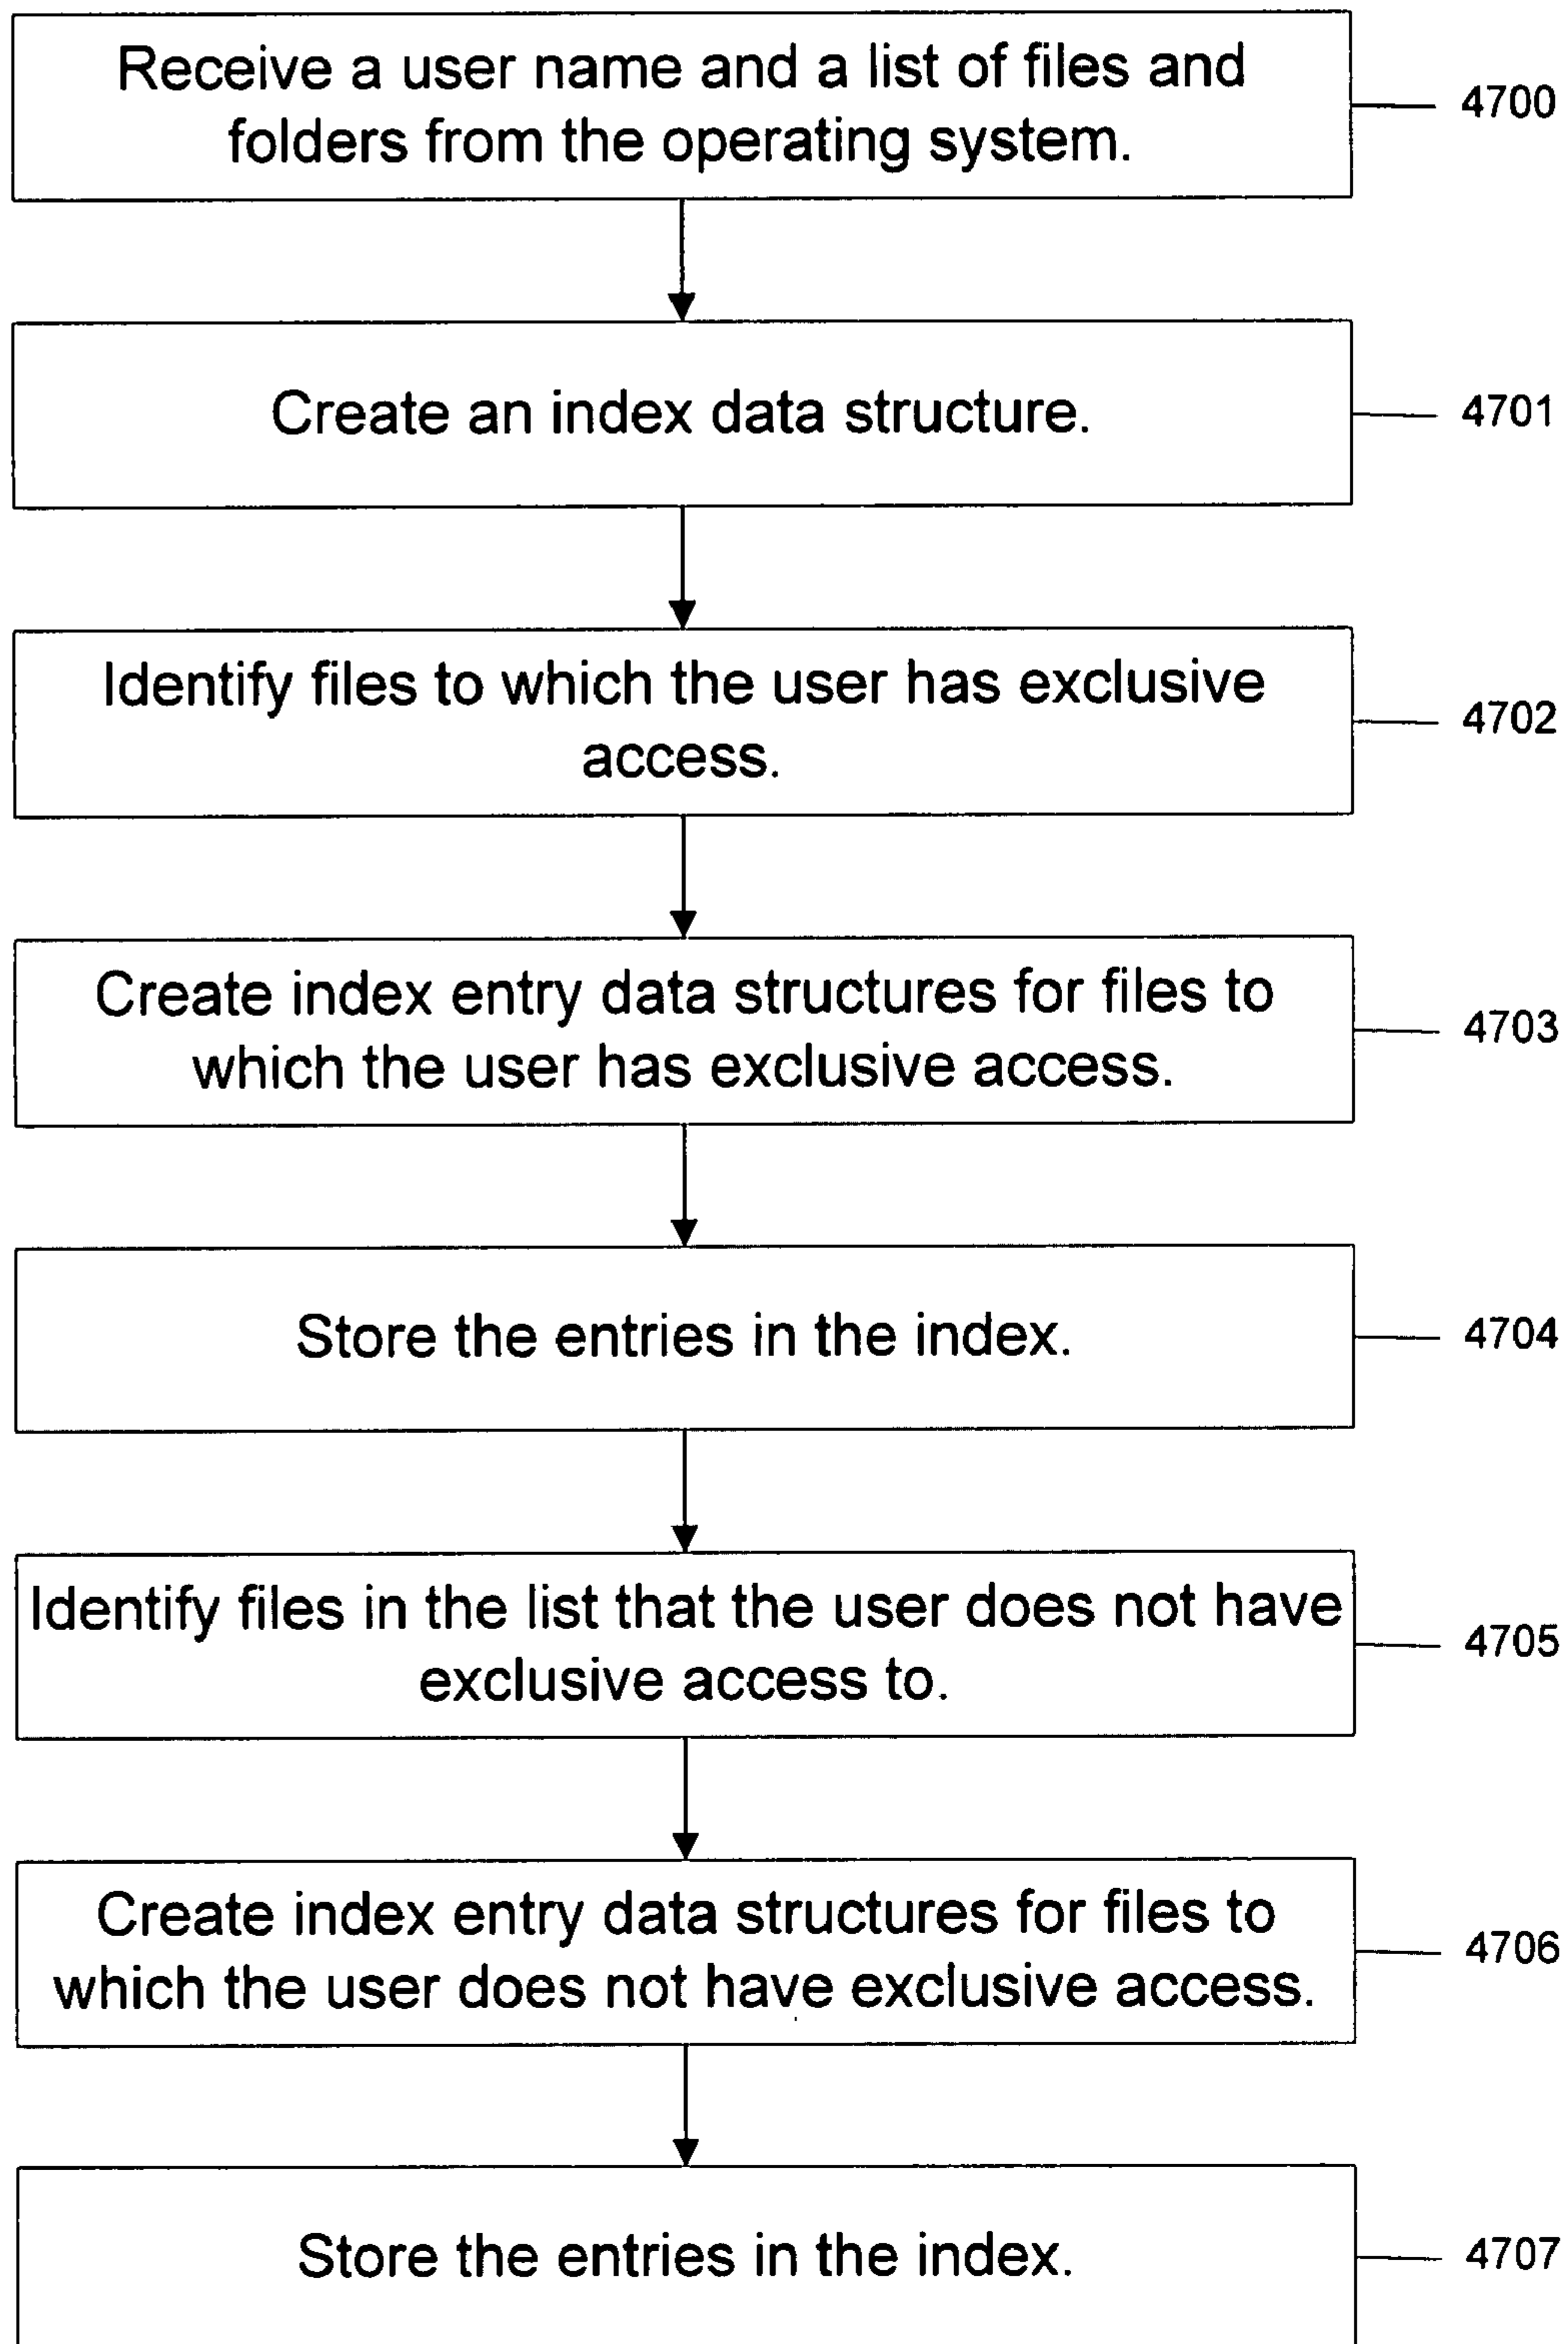 Receive a user name and a list of files and
folders from the operating system.
4700
Create an index data structure.
4701
Identify files to which the user has exclusive
access.
4702
Create index entry data structures for files to
which the user has exclusive access.
4703
Store the entries in the index.
4704
Identify files in the list that the user does not have
exclusive access to.
4705
Create index entry data structures for files to
which the user does not have exclusive access.
4706
Store the entries in the index.
4707